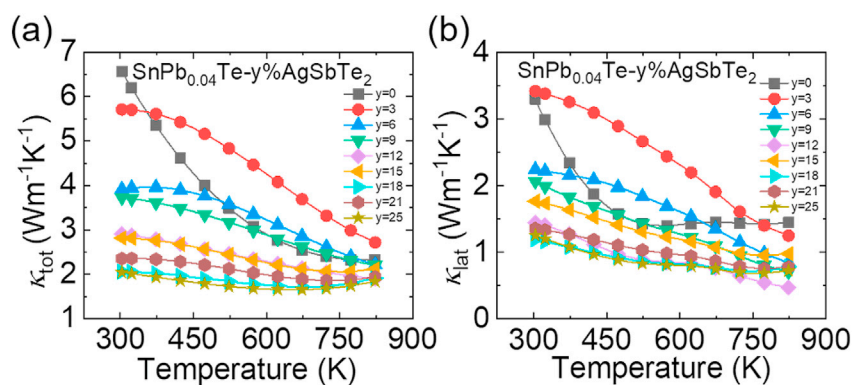 (a)
SnPb0.04Te-y%AgSbTe2
y=0
y=3
y=6
y=9
y=12
y=15
y=18
y=21
y=25
7
6
5
4
3
2
1
κtot (Wm⁻¹K⁻¹)
300 450 600 750 900
Temperature (K)
(b)
SnPb0.04Te-y%AgSbTe2
y=0
y=3
y=6
y=9
y=12
y=15
y=18
y=21
y=25
4
3
2
1
0
κlat (Wm⁻¹K⁻¹)
300 450 600 750 900
Temperature (K)